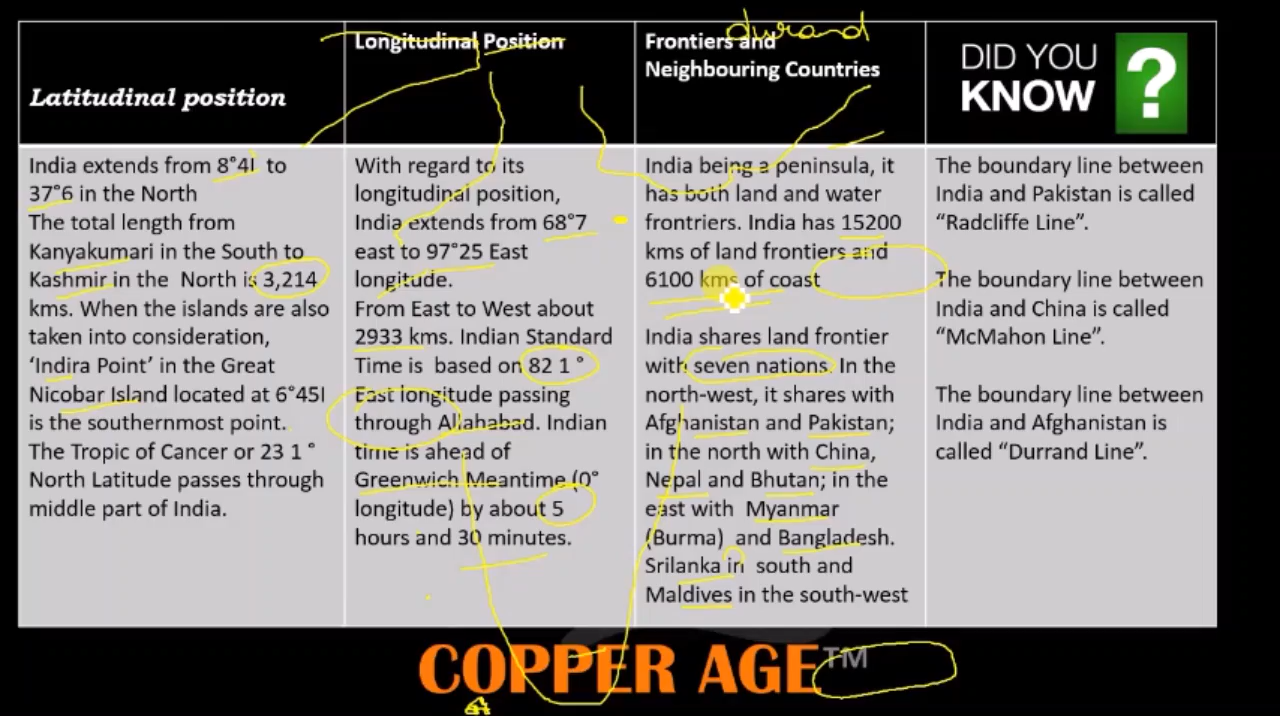 durand
Latitudinal position
Longitudinal Position
Frontiers and
Neighbouring Countries
DID YOU
KNOW
?
India extends from 8°4l to
37°6 in the North
The total length from
Kanyakumari in the South to
Kashmir in the North is 3,214
kms. When the islands are also
taken into consideration,
‘Indira Point’ in the Great
Nicobar Island located at 6°45l
is the southernmost point.
The Tropic of Cancer or 23 1°
North Latitude passes through
middle part of India.
With regard to its
longitudinal position,
India extends from 68°7
east to 97°25 East
longitude.
From East to West about
2933 kms. Indian Standard
Time is based on 82 1°
East longitude passing
through Allahabad. Indian
time is ahead of
Greenwich Meantime (0°
longitude) by about 5
hours and 30 minutes.
India being a peninsula, it
has both land and water
frontriers. India has 15200
kms of land frontiers and
6100 kms of coast
India shares land frontier
with seven nations. In the
north-west, it shares with
Afghanistan and Pakistan;
in the north with China,
Nepal and Bhutan; in the
east with Myanmar
(Burma) and Bangladesh.
Srilanka in south and
Maldives in the south-west
The boundary line between
India and Pakistan is called
“Radcliffe Line”.
The boundary line between
India and China is called
“McMahon Line”.
The boundary line between
India and Afghanistan is
called “Durrand Line”.
COPPER AGE™